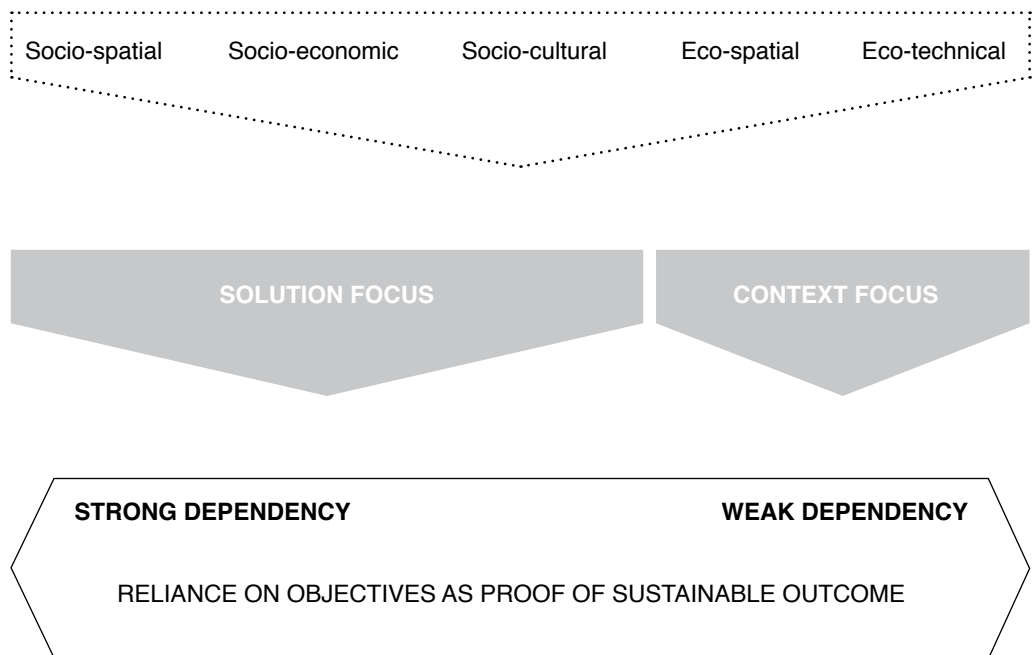 Socio-spatial Socio-economic Socio-cultural Eco-spatial Eco-technical
SOLUTION FOCUS CONTEXT FOCUS
STRONG DEPENDENCY WEAK DEPENDENCY
RELIANCE ON OBJECTIVES AS PROOF OF SUSTAINABLE OUTCOME